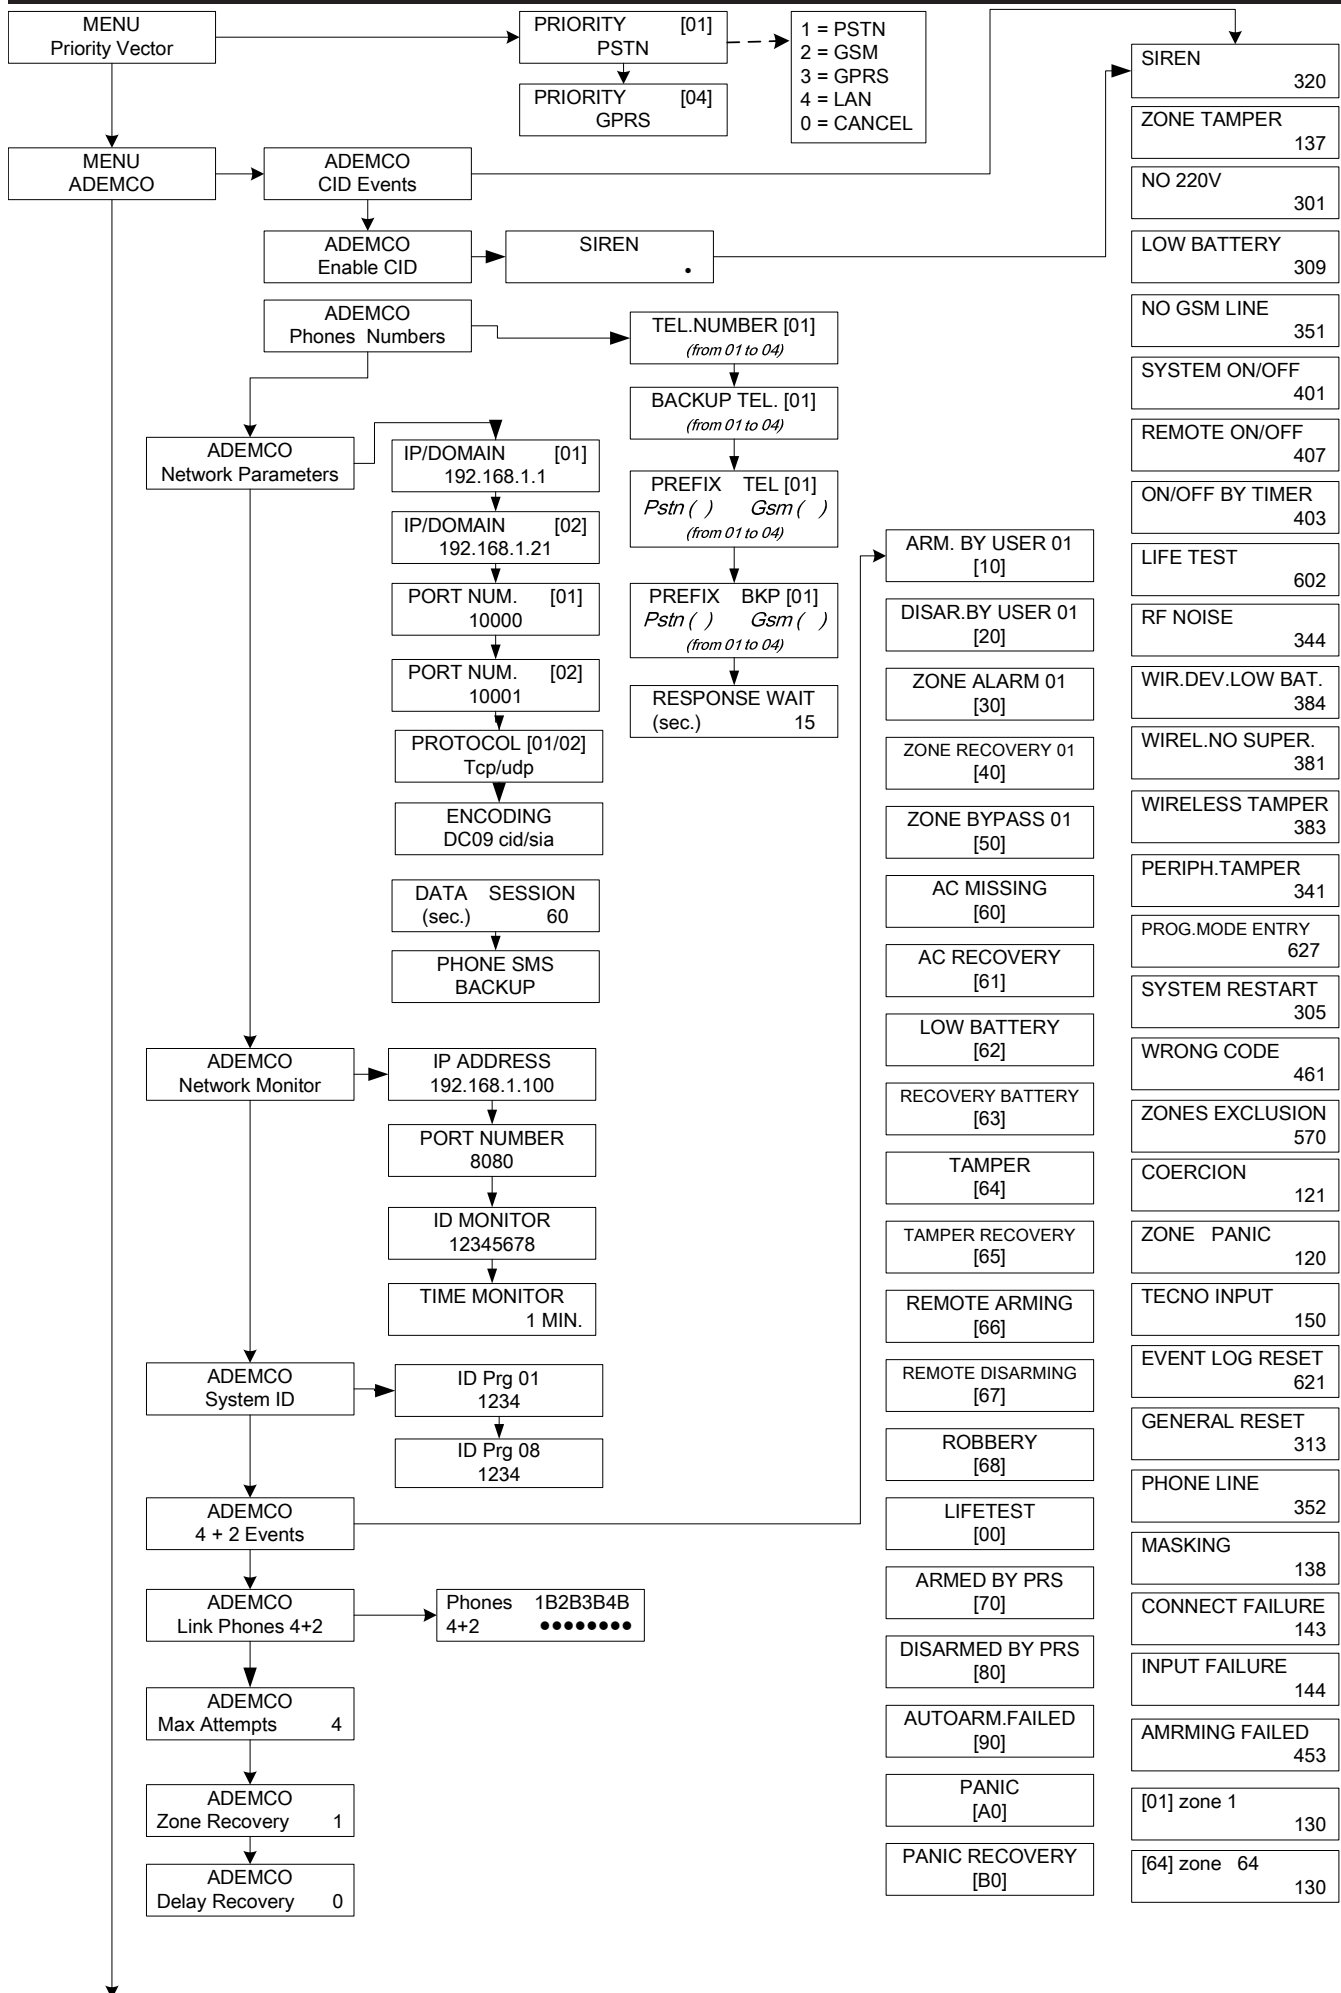 MENU
Priority Vector
PRIORITY [01]
PSTN
PRIORITY [04]
GPRS
1 = PSTN
2 = GSM
3 = GPRS
4 = LAN
0 = CANCEL
MENU
ADEMCO
ADEMCO
CID Events
ADEMCO
Enable CID
SIREN
•
ADEMCO
Phones Numbers
TEL.NUMBER [01]
(from 01 to 04)
BACKUP TEL. [01]
(from 01 to 04)
PREFIX TEL [01]
Pstn ( ) Gsm ( )
(from 01 to 04)
PREFIX BKP [01]
Pstn ( ) Gsm ( )
(from 01 to 04)
RESPONSE WAIT
(sec.) 15
ADEMCO
Network Parameters
IP/DOMAIN [01]
192.168.1.1
IP/DOMAIN [02]
192.168.1.21
PORT NUM. [01]
10000
PORT NUM. [02]
10001
PROTOCOL [01/02]
Tcp/udp
ENCODING
DC09 cid/sia
DATA SESSION
(sec.) 60
PHONE SMS
BACKUP
ADEMCO
Network Monitor
IP ADDRESS
192.168.1.100
PORT NUMBER
8080
ID MONITOR
12345678
TIME MONITOR
1 MIN.
ADEMCO
System ID
ID Prg 01
1234
ID Prg 08
1234
ADEMCO
4 + 2 Events
ADEMCO
Link Phones 4+2
Phones 1B2B3B4B
4+2 ●●●●●●●●
ADEMCO
Max Attempts 4
ADEMCO
Zone Recovery 1
ADEMCO
Delay Recovery 0
ARM. BY USER 01
[10]
DISAR.BY USER 01
[20]
ZONE ALARM 01
[30]
ZONE RECOVERY 01
[40]
ZONE BYPASS 01
[50]
AC MISSING
[60]
AC RECOVERY
[61]
LOW BATTERY
[62]
RECOVERY BATTERY
[63]
TAMPER
[64]
TAMPER RECOVERY
[65]
REMOTE ARMING
[66]
REMOTE DISARMING
[67]
ROBBERY
[68]
LIFETEST
[00]
ARMED BY PRS
[70]
DISARMED BY PRS
[80]
AUTOARM.FAILED
[90]
PANIC
[A0]
PANIC RECOVERY
[B0]
SIREN
320
ZONE TAMPER
137
NO 220V
301
LOW BATTERY
309
NO GSM LINE
351
SYSTEM ON/OFF
401
REMOTE ON/OFF
407
ON/OFF BY TIMER
403
LIFE TEST
602
RF NOISE
344
WIR.DEV.LOW BAT.
384
WIREL.NO SUPER.
381
WIRELESS TAMPER
383
PERIPH.TAMPER
341
PROG.MODE ENTRY
627
SYSTEM RESTART
305
WRONG CODE
461
ZONES EXCLUSION
570
COERCION
121
ZONE PANIC
120
TECNO INPUT
150
EVENT LOG RESET
621
GENERAL RESET
313
PHONE LINE
352
MASKING
138
CONNECT FAILURE
143
INPUT FAILURE
144
AMRMING FAILED
453
[01] zone 1
130
[64] zone 64
130